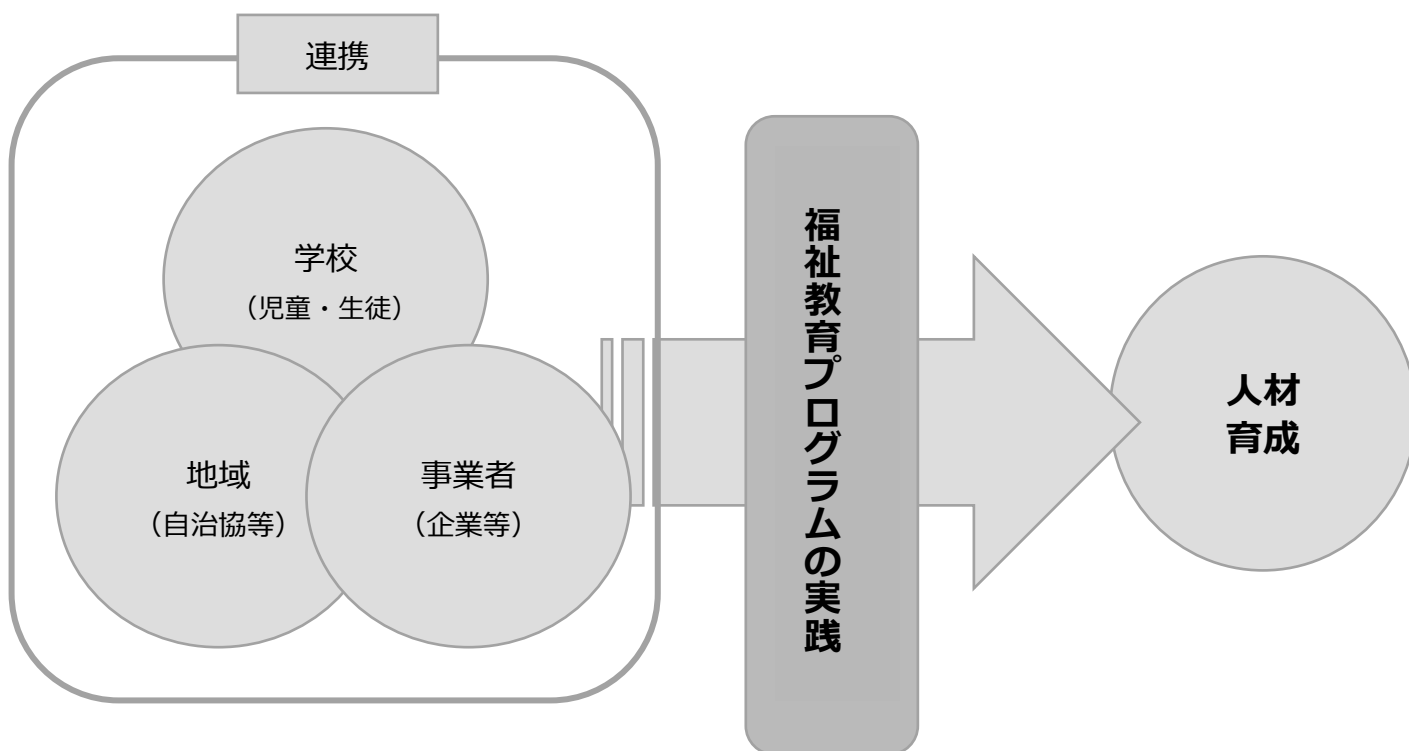 連携
学校
（児童・生徒）
地域
（自治協等）
事業者
（企業等）
福祉教育プログラムの実践
人材
育成